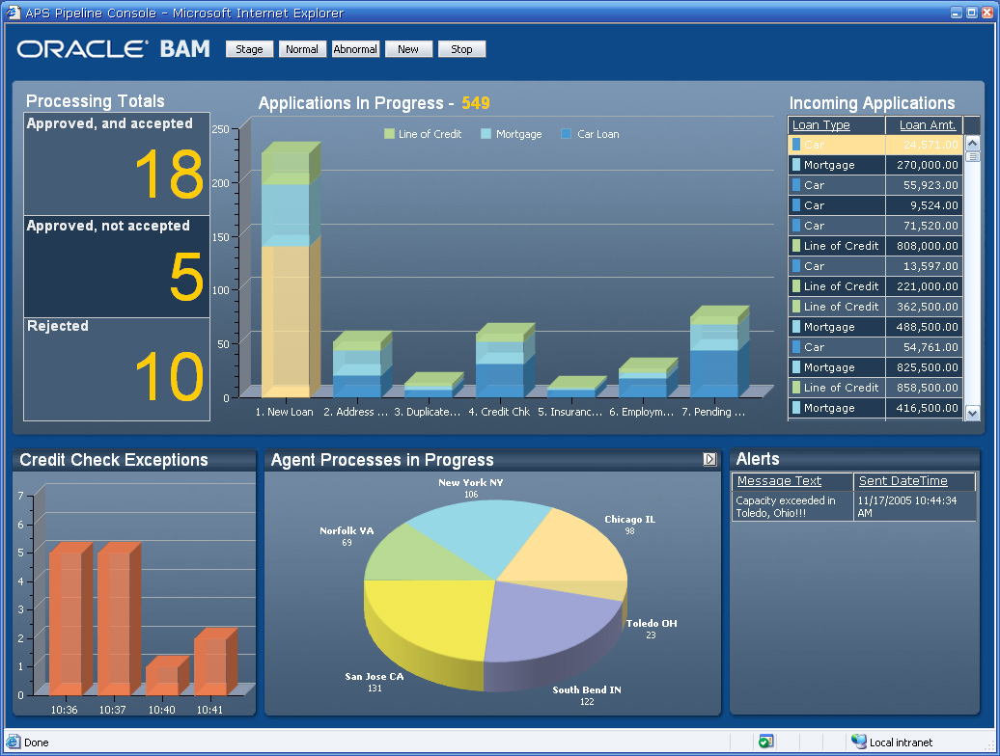 APS Pipeline Console - Microsoft Internet Explorer
ORACLE BAM
Stage Normal Abnormal New Stop
Processing Totals
Approved, and accepted
18
Approved, not accepted
5
Rejected
10
Applications In Progress - 549
Line of Credit Mortgage Car Loan
250
200
150
100
50
0
1. New Loan 2. Address ... 3. Duplicate... 4. Credit Chk 5. Insuranc... 6. Employm... 7. Pending ...
Incoming Applications
Loan Type Loan Amt.
Car 24,571.00
Mortgage 270,000.00
Car 55,923.00
Car 9,524.00
Car 71,520.00
Line of Credit 808,000.00
Car 13,597.00
Line of Credit 221,000.00
Line of Credit 362,500.00
Mortgage 488,500.00
Car 54,761.00
Mortgage 825,500.00
Line of Credit 858,500.00
Mortgage 416,500.00
Credit Check Exceptions
7
6
5
4
3
2
1
0
10:36 10:37 10:40 10:41
Agent Processes in Progress
New York NY
106
Chicago IL
98
Norfolk VA
69
Toledo OH
23
San Jose CA
131
South Bend IN
122
Alerts
Message Text Sent DateTime
Capacity exceeded in 11/17/2005 10:44:34
Toledo, Ohio!!! AM
Done
Local intranet